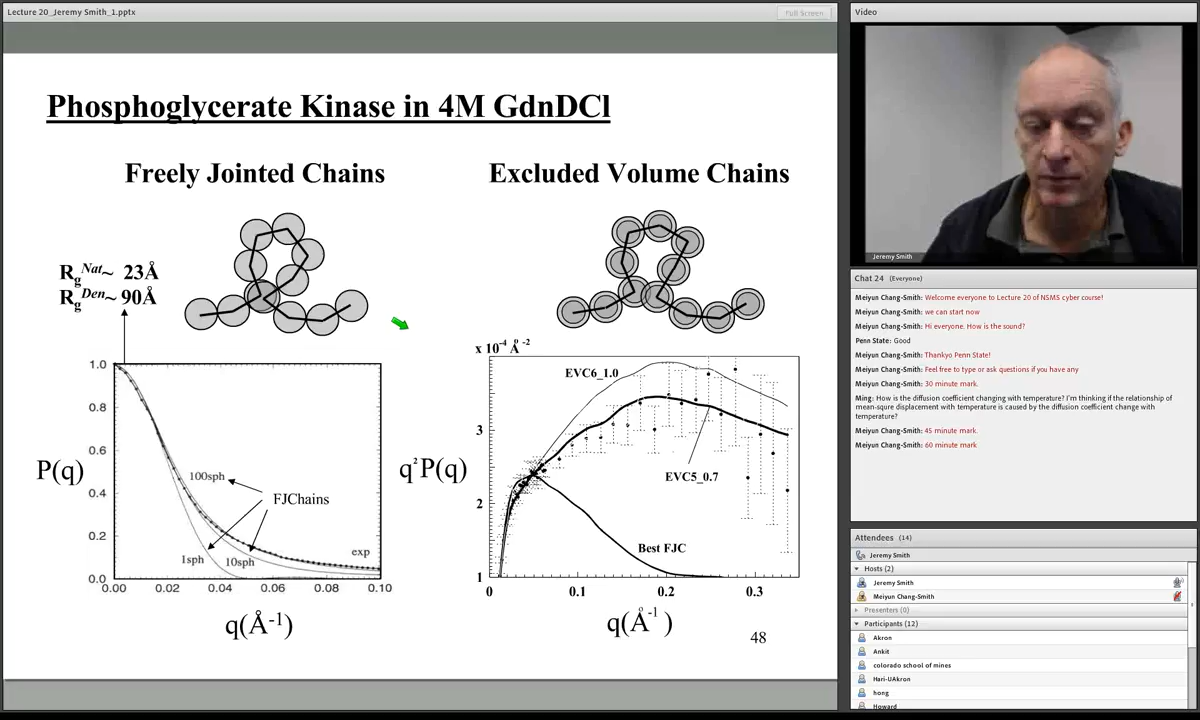 Lecture 20_Jeremy Smith_1.pptx
Full Screen
Phosphoglycerate Kinase in 4M GdnDCl
Freely Jointed Chains
Excluded Volume Chains
Rg^Nat~ 23Å
Rg^Den~ 90Å
1.0
0.8
0.6
0.4
0.2
0.0
P(q)
100sph
FJChains
1sph
10sph
exp
0.00 0.02 0.04 0.06 0.08 0.10
q(Å-1)
x 10-4 Å-2
EVC6_1.0
3
q²P(q)
EVC5_0.7
2
Best FJC
1
0 0.1 0.2 0.3
q(Å-1 )
48
Video
Jeremy Smith
Chat 24 (Everyone)
Meiyun Chang-Smith: Welcome everyone to Lecture 20 of NSMS cyber course!
Meiyun Chang-Smith: we can start now
Meiyun Chang-Smith: Hi everyone. How is the sound?
Penn State: Good
Meiyun Chang-Smith: Thankyo Penn State!
Meiyun Chang-Smith: Feel free to type or ask questions if you have any
Meiyun Chang-Smith: 30 minute mark.
Ming: How is the diffusion coefficient changing with temperature? I'm thinking if the relationship of
mean-squre displacement with temperature is caused by the diffusion coefficient change with
temperature?
Meiyun Chang-Smith: 45 minute mark.
Meiyun Chang-Smith: 60 minute mark
Attendees (14)
Jeremy Smith
Hosts (2)
Jeremy Smith
Meiyun Chang-Smith
Presenters (0)
Participants (12)
Akron
Ankit
colorado school of mines
Hari-UAkron
hong
Howard